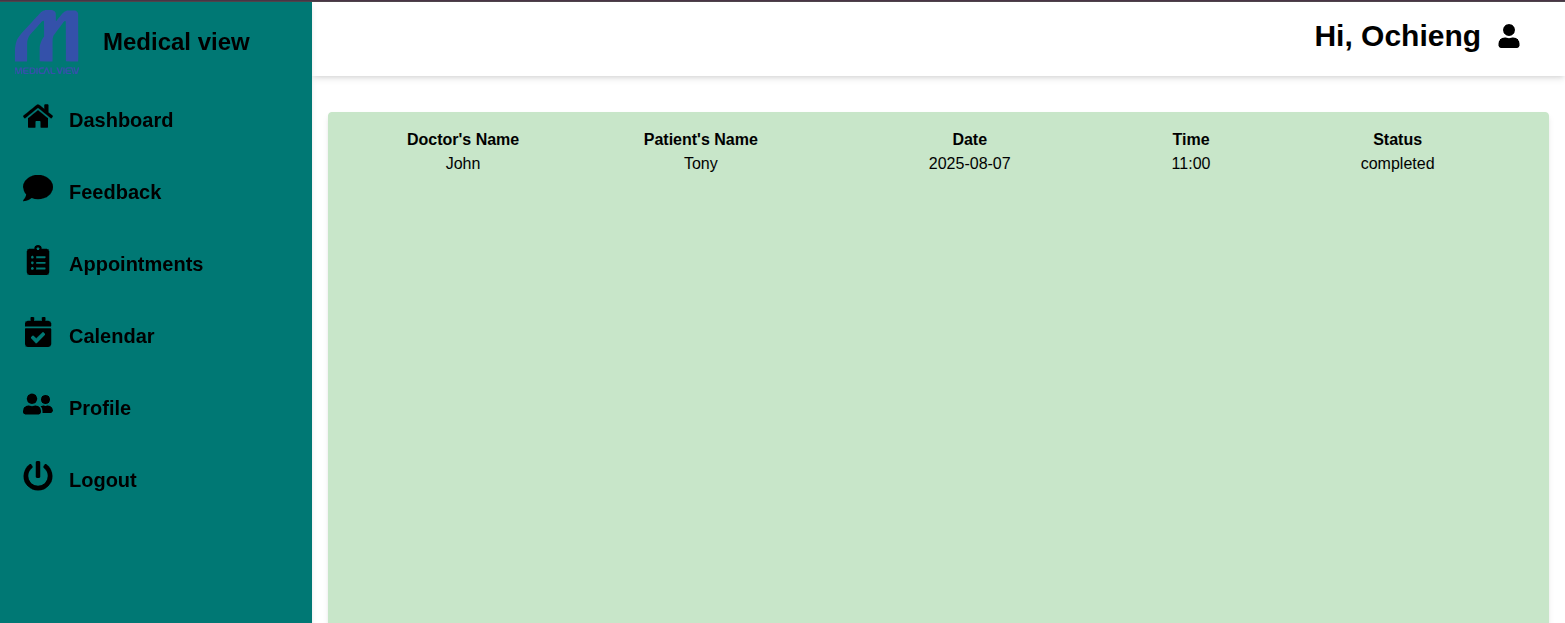 Medical view
Hi, Ochieng
Dashboard
Feedback
Appointments
Calendar
Profile
Logout
Doctor's Name Patient's Name Date Time Status
John Tony 2025-08-07 11:00 completed